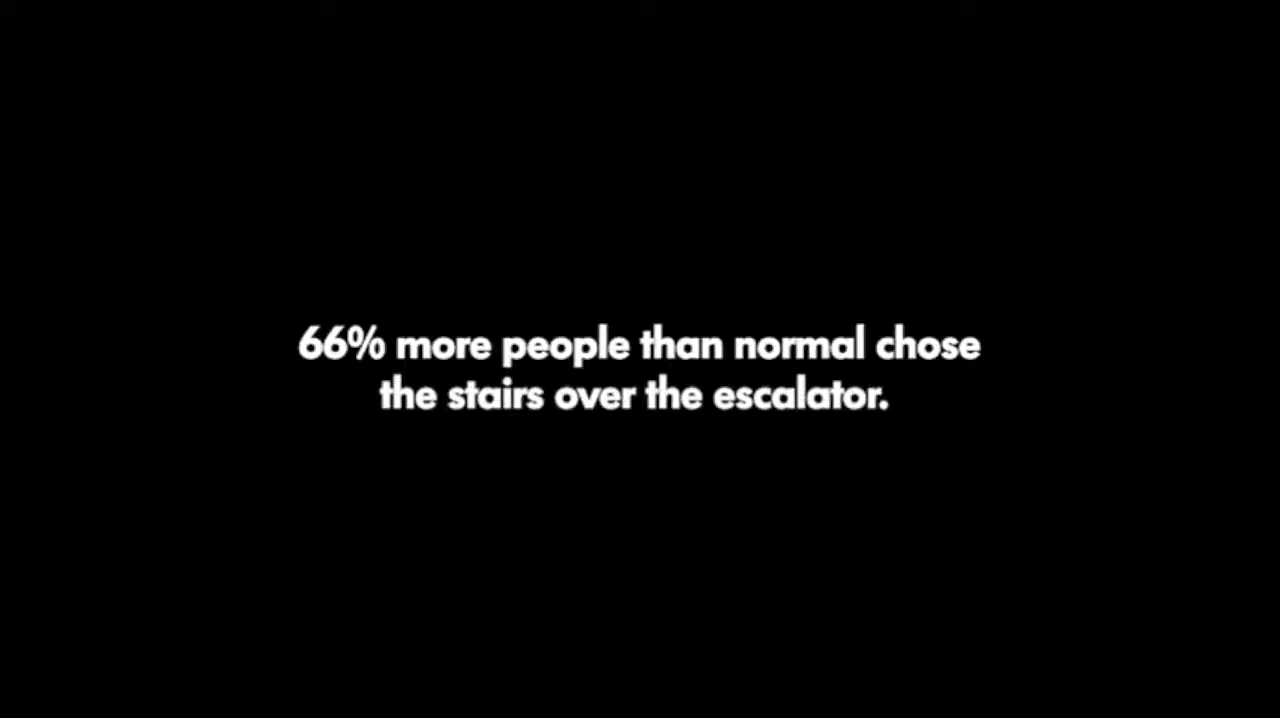 66% more people than normal chose
the stairs over the escalator.